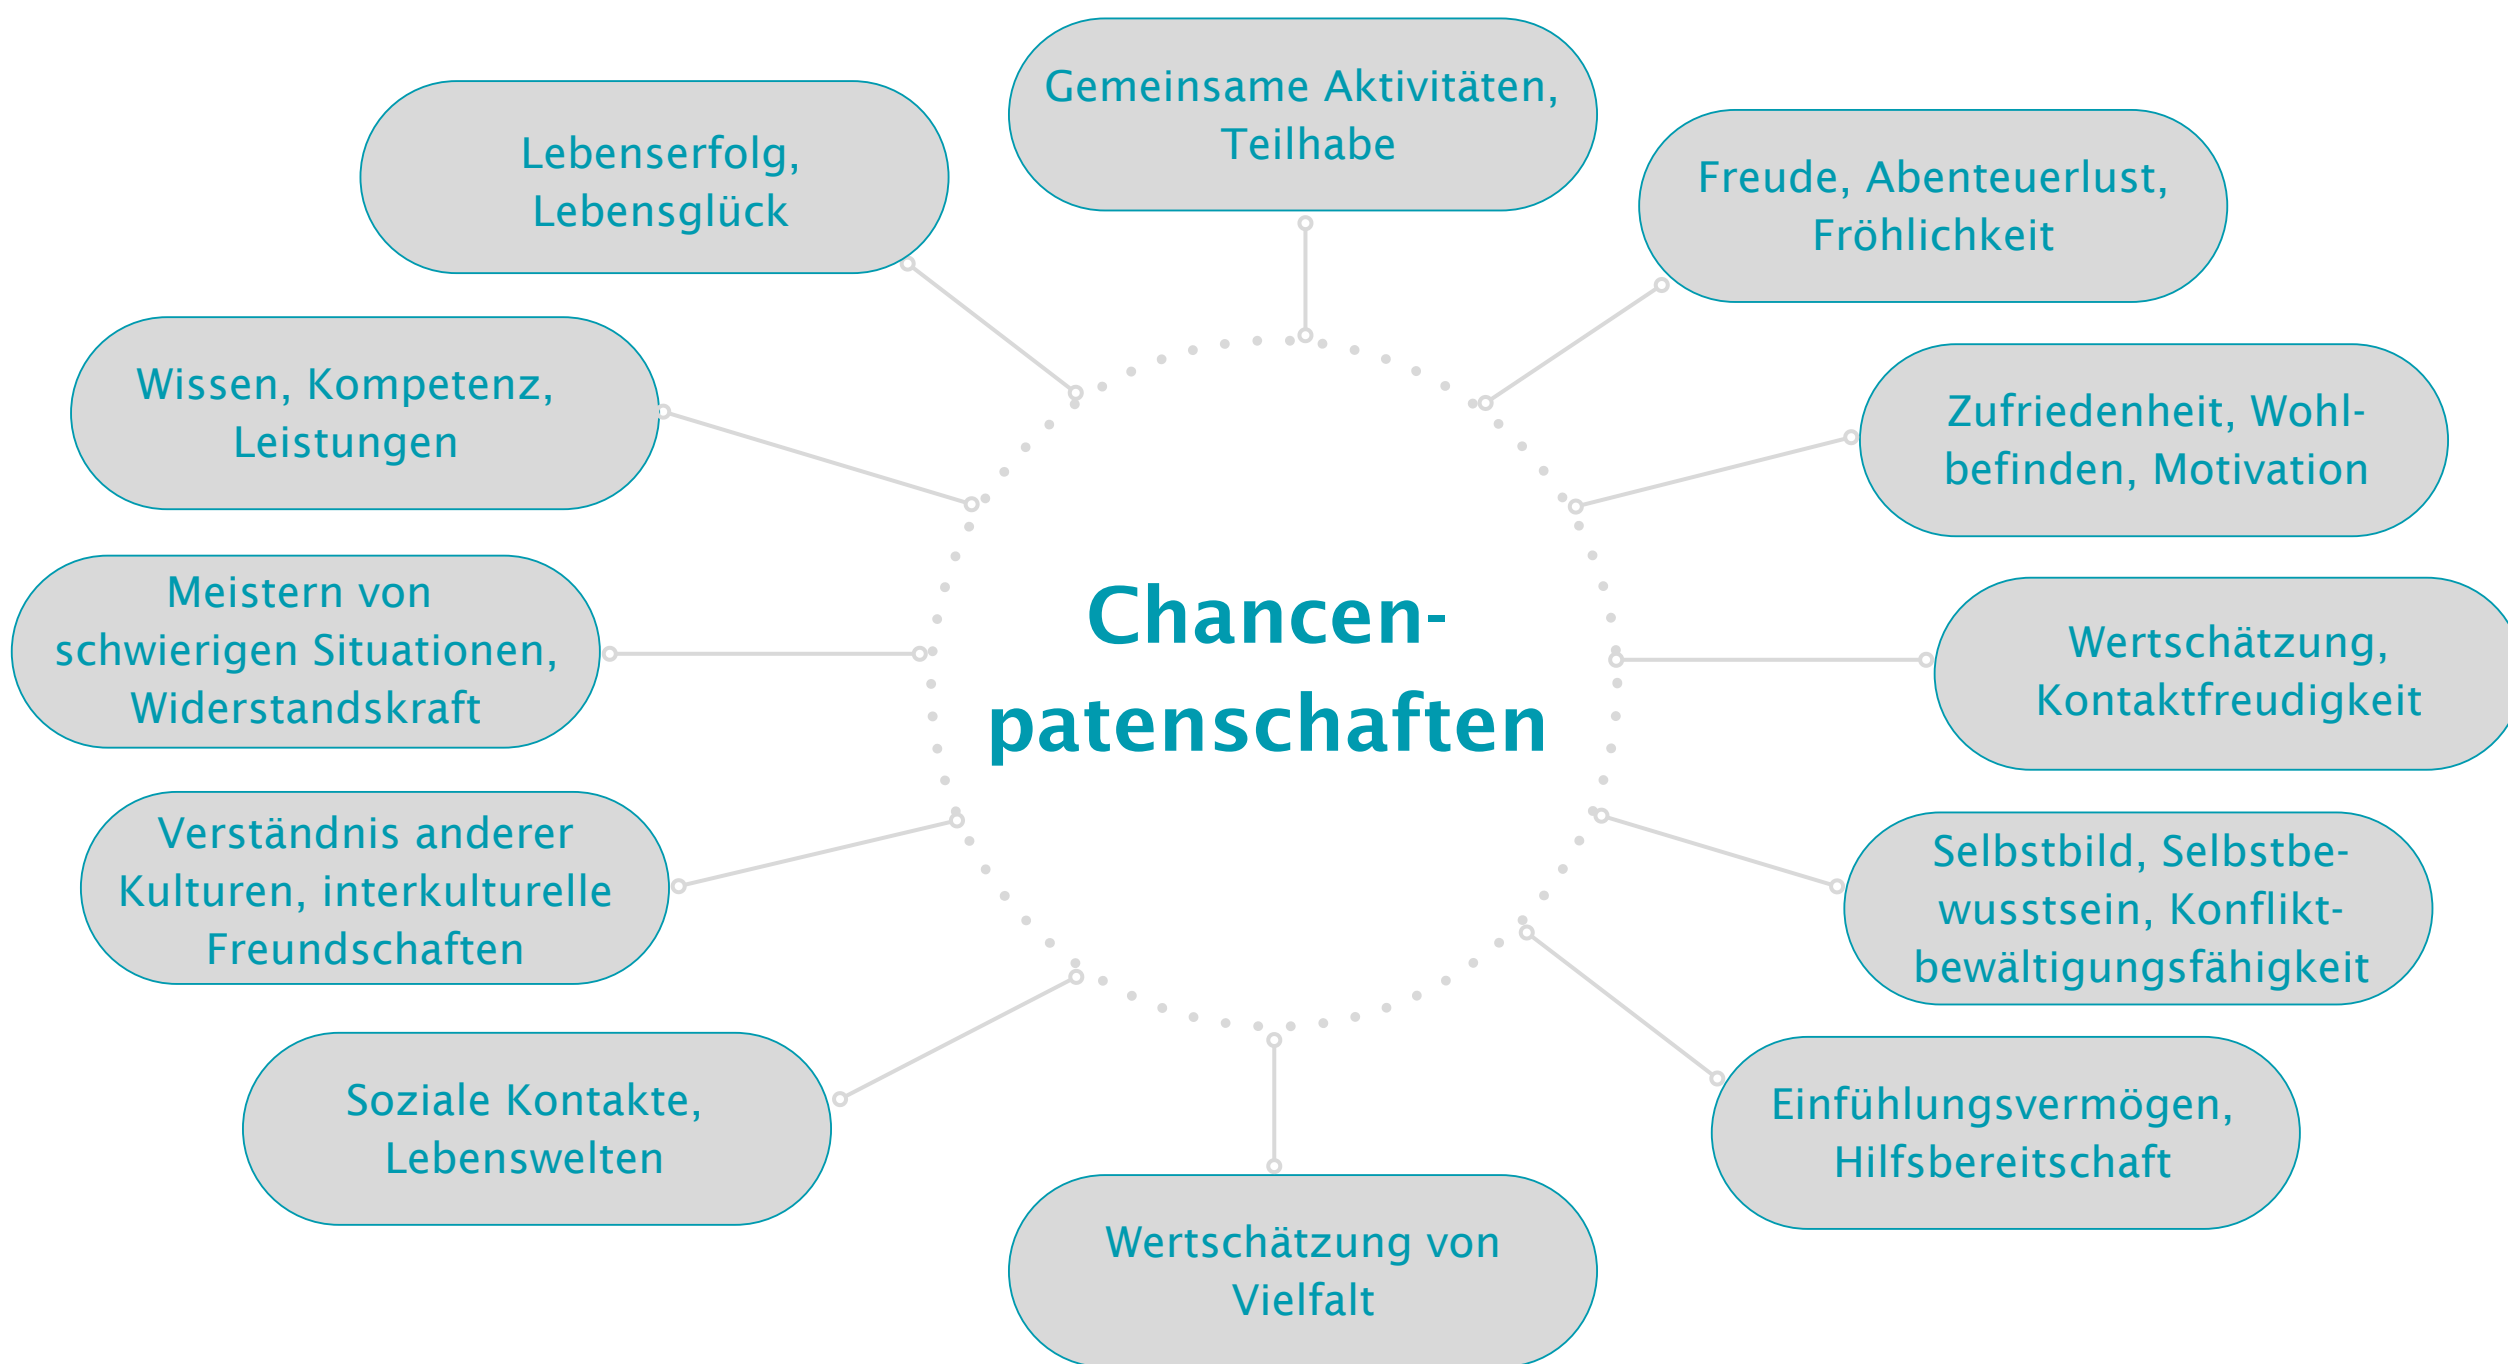 Gemeinsame Aktivitäten,
Teilhabe
Freude, Abenteuerlust,
Fröhlichkeit
Zufriedenheit, Wohl-
befinden, Motivation
Wertschätzung,
Kontaktfreudigkeit
Selbstbild, Selbstbe-
wusstsein, Konflikt-
bewältigungsfähigkeit
Einfühlungsvermögen,
Hilfsbereitschaft
Wertschätzung von
Vielfalt
Soziale Kontakte,
Lebenswelten
Verständnis anderer
Kulturen, interkulturelle
Freundschaften
Meistern von
schwierigen Situationen,
Widerstandskraft
Wissen, Kompetenz,
Leistungen
Lebenserfolg,
Lebensglück
Chancen-
patenschaften